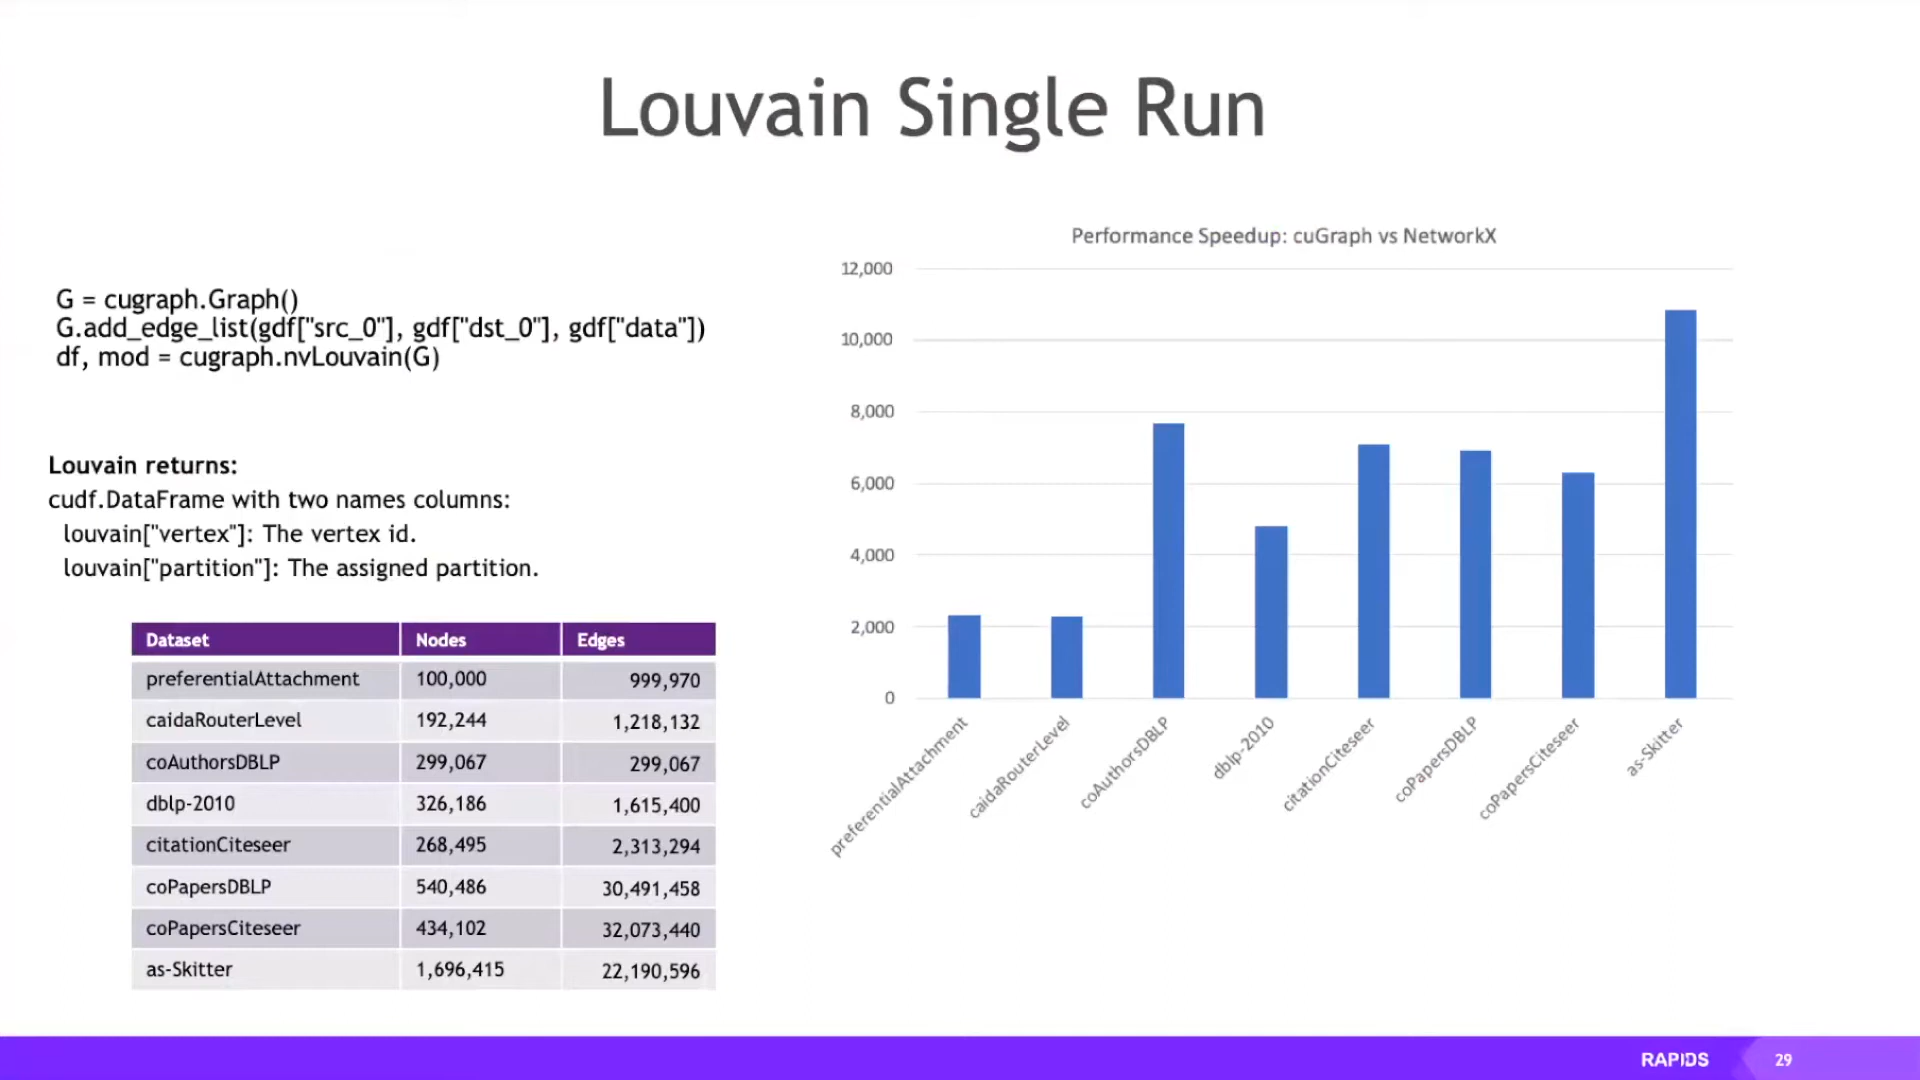 Louvain Single Run
G = cugraph.Graph()
G.add_edge_list(gdf["src_0"], gdf["dst_0"], gdf["data"])
df, mod = cugraph.nvLouvain(G)
Louvain returns:
cudf.DataFrame with two names columns:
louvain["vertex"]: The vertex id.
louvain["partition"]: The assigned partition.
Dataset Nodes Edges
preferentialAttachment 100,000 999,970
caidaRouterLevel 192,244 1,218,132
coAuthorsDBLP 299,067 299,067
dblp-2010 326,186 1,615,400
citationCiteseer 268,495 2,313,294
coPapersDBLP 540,486 30,491,458
coPapersCiteseer 434,102 32,073,440
as-Skitter 1,696,415 22,190,596
Performance Speedup: cuGraph vs NetworkX
12,000
10,000
8,000
6,000
4,000
2,000
0
preferentialAttachment
caidaRouterLevel
coAuthorsDBLP
dblp-2010
citationCiteseer
coPapersDBLP
coPapersCiteseer
as-Skitter
RAPIDS 29